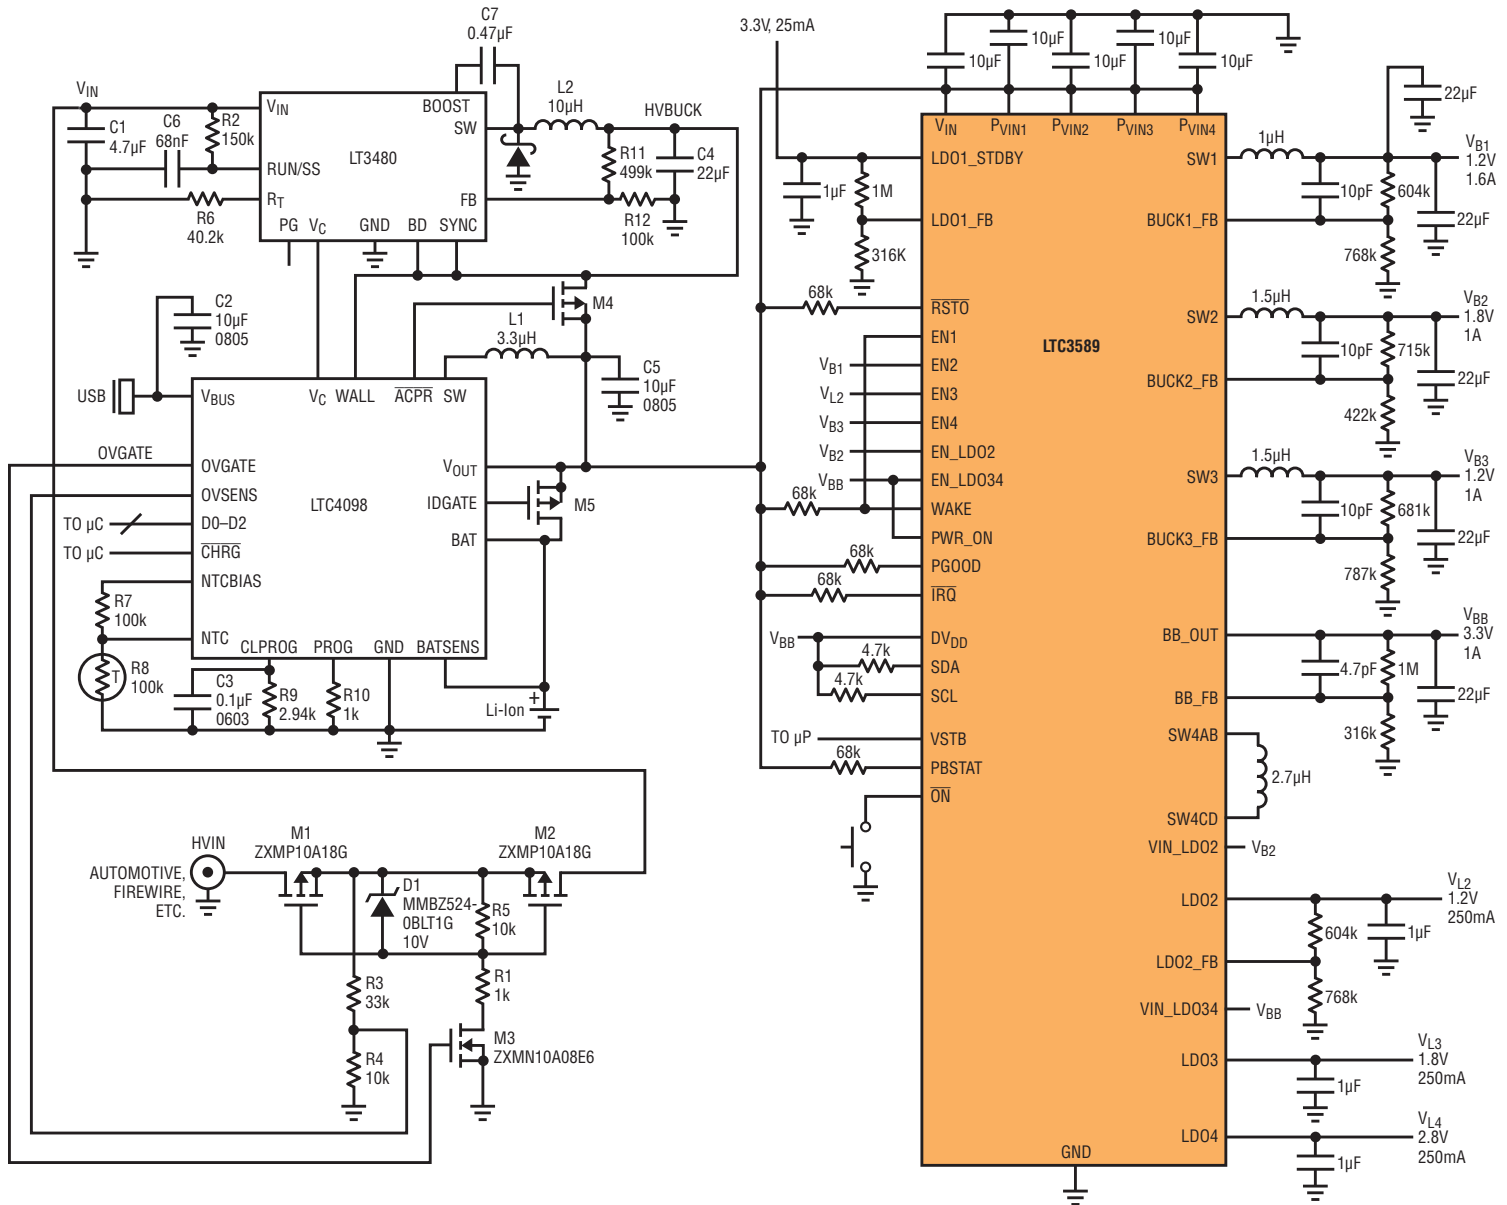 C7
0.47µF
VIN
C1
4.7µF
C6
68nF
R2
150k
VIN
BOOST
SW
LT3480
RUN/SS
RT
FB
PG
VC
GND
BD
SYNC
R6
40.2k
L2
10µH
HVBUCK
R11
499k
C4
22µF
R12
100k
M4
L1
3.3µH
C5
10µF
0805
C2
10µF
0805
USB
VBUS
VC
WALL
ACPR
SW
OVGATE
OVGATE
OVSENS
TO µC
D0–D2
TO µC
CHRG
NTCBIAS
NTC
LTC4098
VOUT
IDGATE
BAT
M5
CLPROG
PROG
GND
BATSENS
R7
100k
R8
100k
T
C3
0.1µF
0603
R9
2.94k
R10
1k
Li-Ion
+
HVIN
AUTOMOTIVE,
FIREWIRE,
ETC.
M1
ZXMP10A18G
M2
ZXMP10A18G
D1
MMBZ524-
0BLT1G
10V
R5
10k
R3
33k
R1
1k
R4
10k
M3
ZXMN10A08E6
3.3V, 25mA
10µF
10µF
10µF
10µF
10µF
VIN
PVIN1
PVIN2
PVIN3
PVIN4
LTC3589
LDO1_STDBY
1µF
1M
LDO1_FB
316K
68k
RSTO
EN1
VB1
EN2
VL2
EN3
VB3
EN4
VB2
EN_LDO2
VBB
EN_LDO34
68k
WAKE
PWR_ON
68k
PGOOD
68k
IRQ
VBB
DVDD
4.7k
SDA
4.7k
SCL
TO µP
VSTB
68k
PBSTAT
ON
GND
SW1
1µH
22µF
VB1
1.2V
1.6A
10pF
604k
BUCK1_FB
22µF
768k
SW2
1.5µH
VB2
1.8V
1A
10pF
715k
BUCK2_FB
22µF
422k
SW3
1.5µH
VB3
1.2V
1A
10pF
681k
BUCK3_FB
22µF
787k
BB_OUT
VBB
3.3V
1A
4.7pF
1M
BB_FB
22µF
316k
SW4AB
2.7µH
SW4CD
VIN_LDO2
VB2
LDO2
VL2
1.2V
250mA
604k
1µF
LDO2_FB
768k
VIN_LDO34
VBB
LDO3
VL3
1.8V
250mA
1µF
LDO4
VL4
2.8V
250mA
1µF